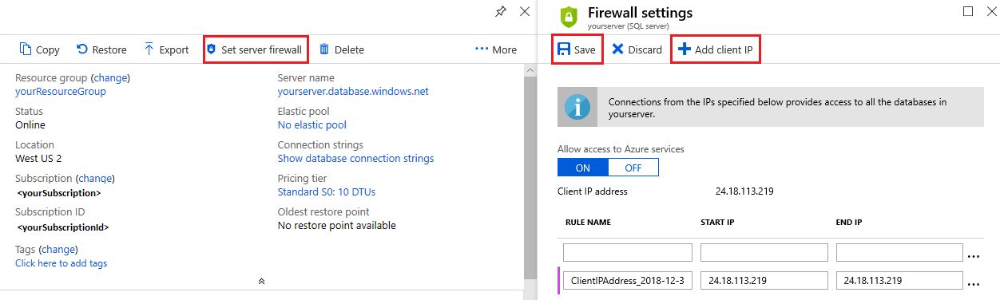 Copy Restore Export Set server firewall Delete ... More
Resource group (change)
yourResourceGroup
Status
Online
Location
West US 2
Subscription (change)
<yourSubscription>
Subscription ID
<yourSubscriptionId>
Tags (change)
Click here to add tags
Server name
yourserver.database.windows.net
Elastic pool
No elastic pool
Connection strings
Show database connection strings
Pricing tier
Standard S0: 10 DTUs
Oldest restore point
No restore point available
Firewall settings
yourserver (SQL server)
Save Discard Add client IP
Connections from the IPs specified below provides access to all the databases in
yourserver.
Allow access to Azure services
ON OFF
Client IP address 24.18.113.219
RULE NAME START IP END IP
...
ClientIPAddress_2018-12-3 24.18.113.219 24.18.113.219 ...